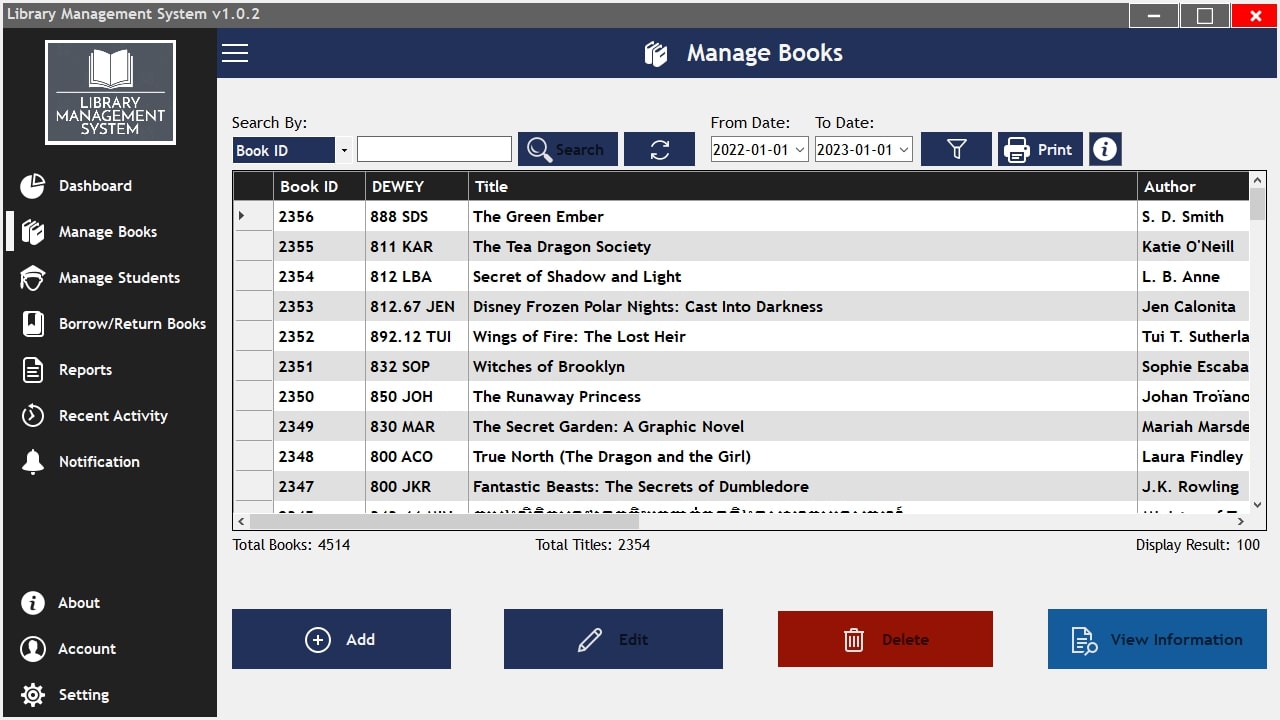 Library Management System v1.0.2
LIBRARY
MANAGEMENT
SYSTEM
Dashboard
Manage Books
Manage Students
Borrow/Return Books
Reports
Recent Activity
Notification
About
Account
Setting
Manage Books
Search By:
From Date:
To Date:
Book ID
Search
2022-01-01
2023-01-01
Print
Book ID DEWEY Title Author
2356 888 SDS The Green Ember S. D. Smith
2355 811 KAR The Tea Dragon Society Katie O'Neill
2354 812 LBA Secret of Shadow and Light L. B. Anne
2353 812.67 JEN Disney Frozen Polar Nights: Cast Into Darkness Jen Calonita
2352 892.12 TUI Wings of Fire: The Lost Heir Tui T. Sutherla
2351 832 SOP Witches of Brooklyn Sophie Escaba
2350 850 JOH The Runaway Princess Johan Troïano
2349 830 MAR The Secret Garden: A Graphic Novel Mariah Marsde
2348 800 ACO True North (The Dragon and the Girl) Laura Findley
2347 800 JKR Fantastic Beasts: The Secrets of Dumbledore J.K. Rowling
Total Books: 4514
Total Titles: 2354
Display Result: 100
Add
Edit
Delete
View Information